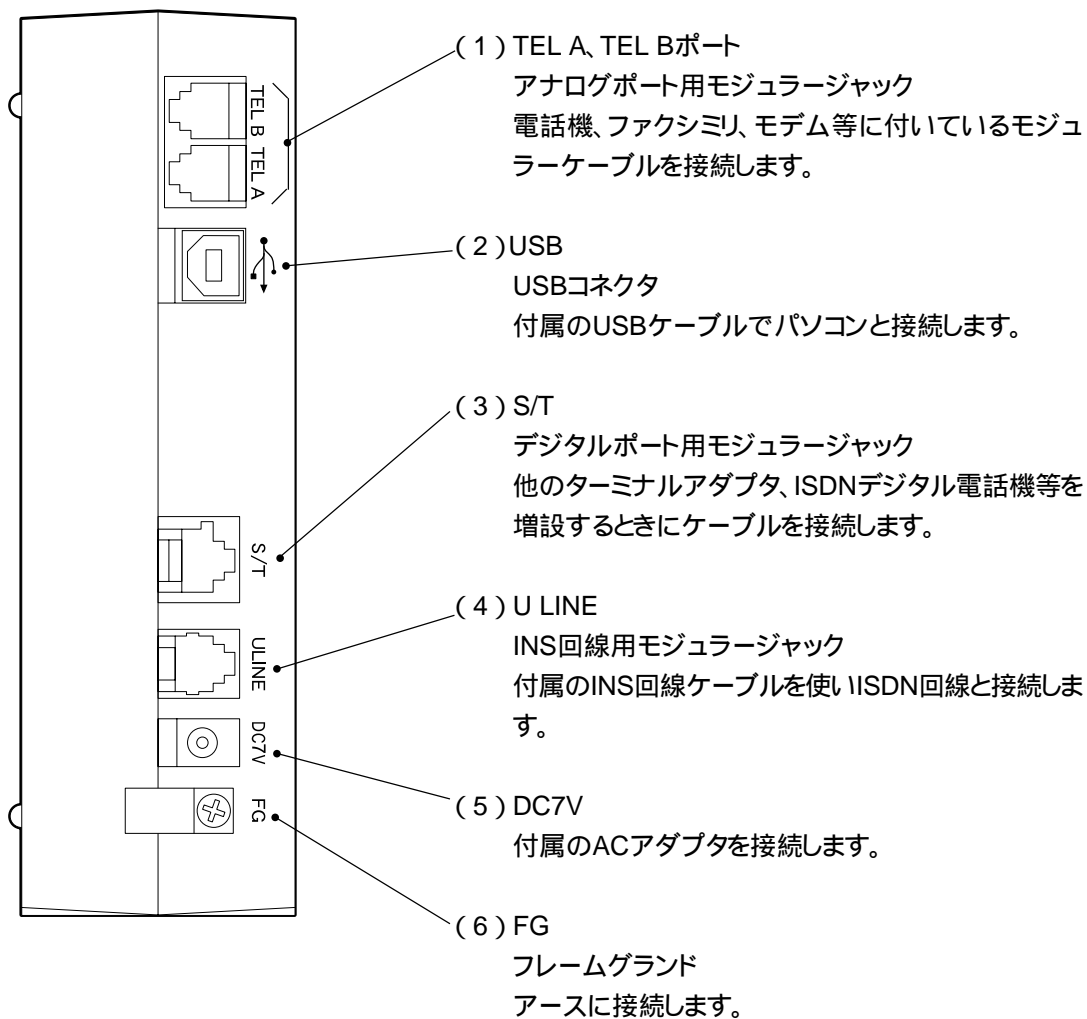 (1)TEL A、TEL Bポート
アナログポート用モジュラージャック
電話機、ファクシミリ、モデム等に付いているモジュ
ラーケーブルを接続します。
TEL B TEL A
(2)USB
USBコネクタ
付属のUSBケーブルでパソコンと接続します。
(3)S/T
デジタルポート用モジュラージャック
他のターミナルアダプタ、ISDNデジタル電話機等を
増設するときにケーブルを接続します。
S/T
(4)U LINE
INS回線用モジュラージャック
付属のINS回線ケーブルを使いISDN回線と接続しま
す。
ULINE
DC7V
(5)DC7V
付属のACアダプタを接続します。
FG
(6)FG
フレームグランド
アースに接続します。